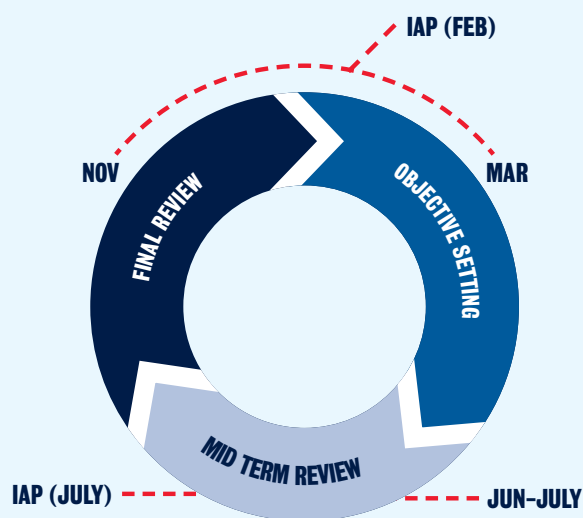 IAP (FEB)
NOV
MAR
FINAL REVIEW
OBJECTIVE SETTING
MID TERM REVIEW
IAP (JULY)
JUN–JULY